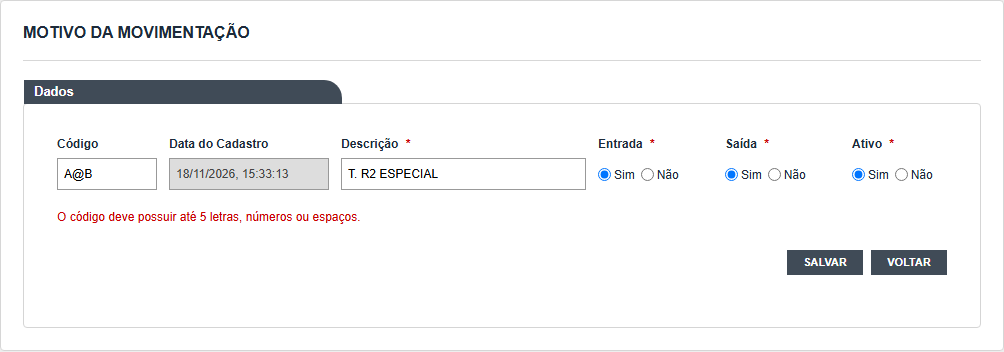 MOTIVO DA MOVIMENTAÇÃO
Dados
Código Data do Cadastro Descrição * Entrada * Saída * Ativo *
A@B 18/11/2026, 15:33:13 T. R2 ESPECIAL Sim Não Sim Não Sim Não
O código deve possuir até 5 letras, números ou espaços.
SALVAR VOLTAR